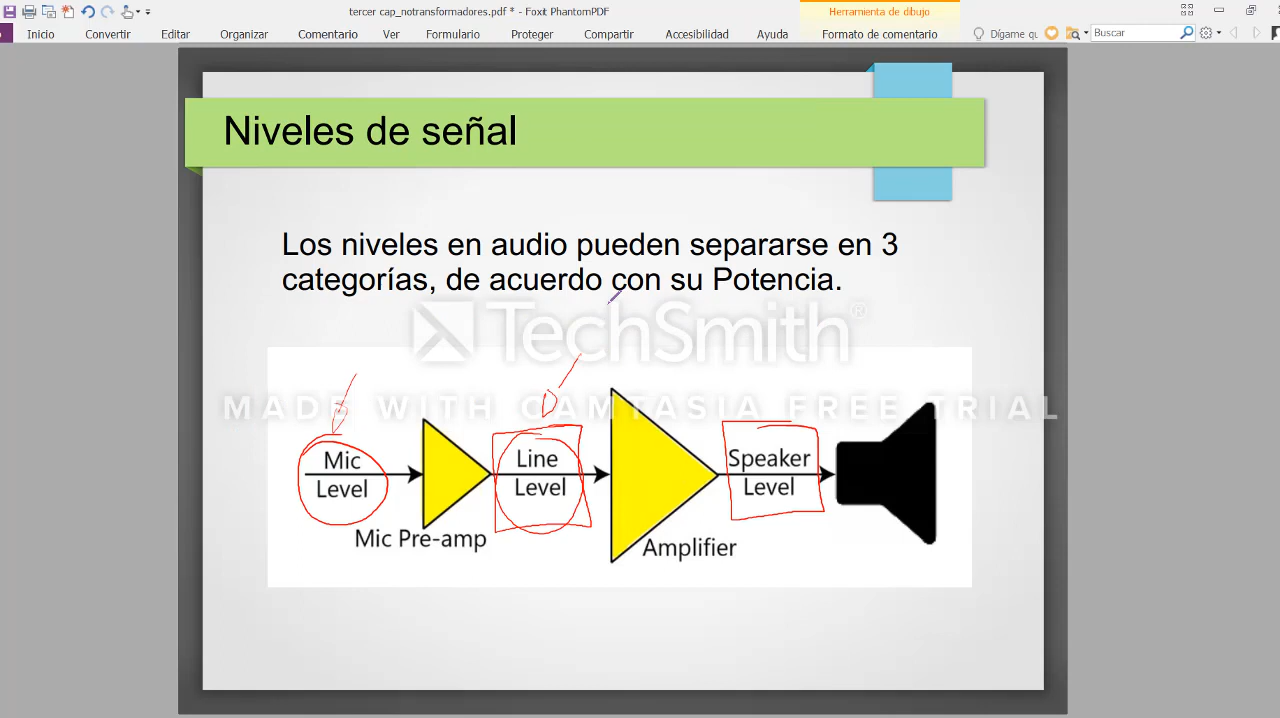 tercer cap_notransformadores.pdf * - Foxit PhantomPDF
Herramienta de dibujo
Inicio Convertir Editar Organizar Comentario Ver Formulario Proteger Compartir Accesibilidad Ayuda Formato de comentario Dígame qu Buscar
Niveles de señal
Los niveles en audio pueden separarse en 3
categorías, de acuerdo con su Potencia.
TechSmith®
MADE WITH CAMTASIA FREE TRIAL
Mic
Level
Mic Pre-amp
Line
Level
Amplifier
Speaker
Level